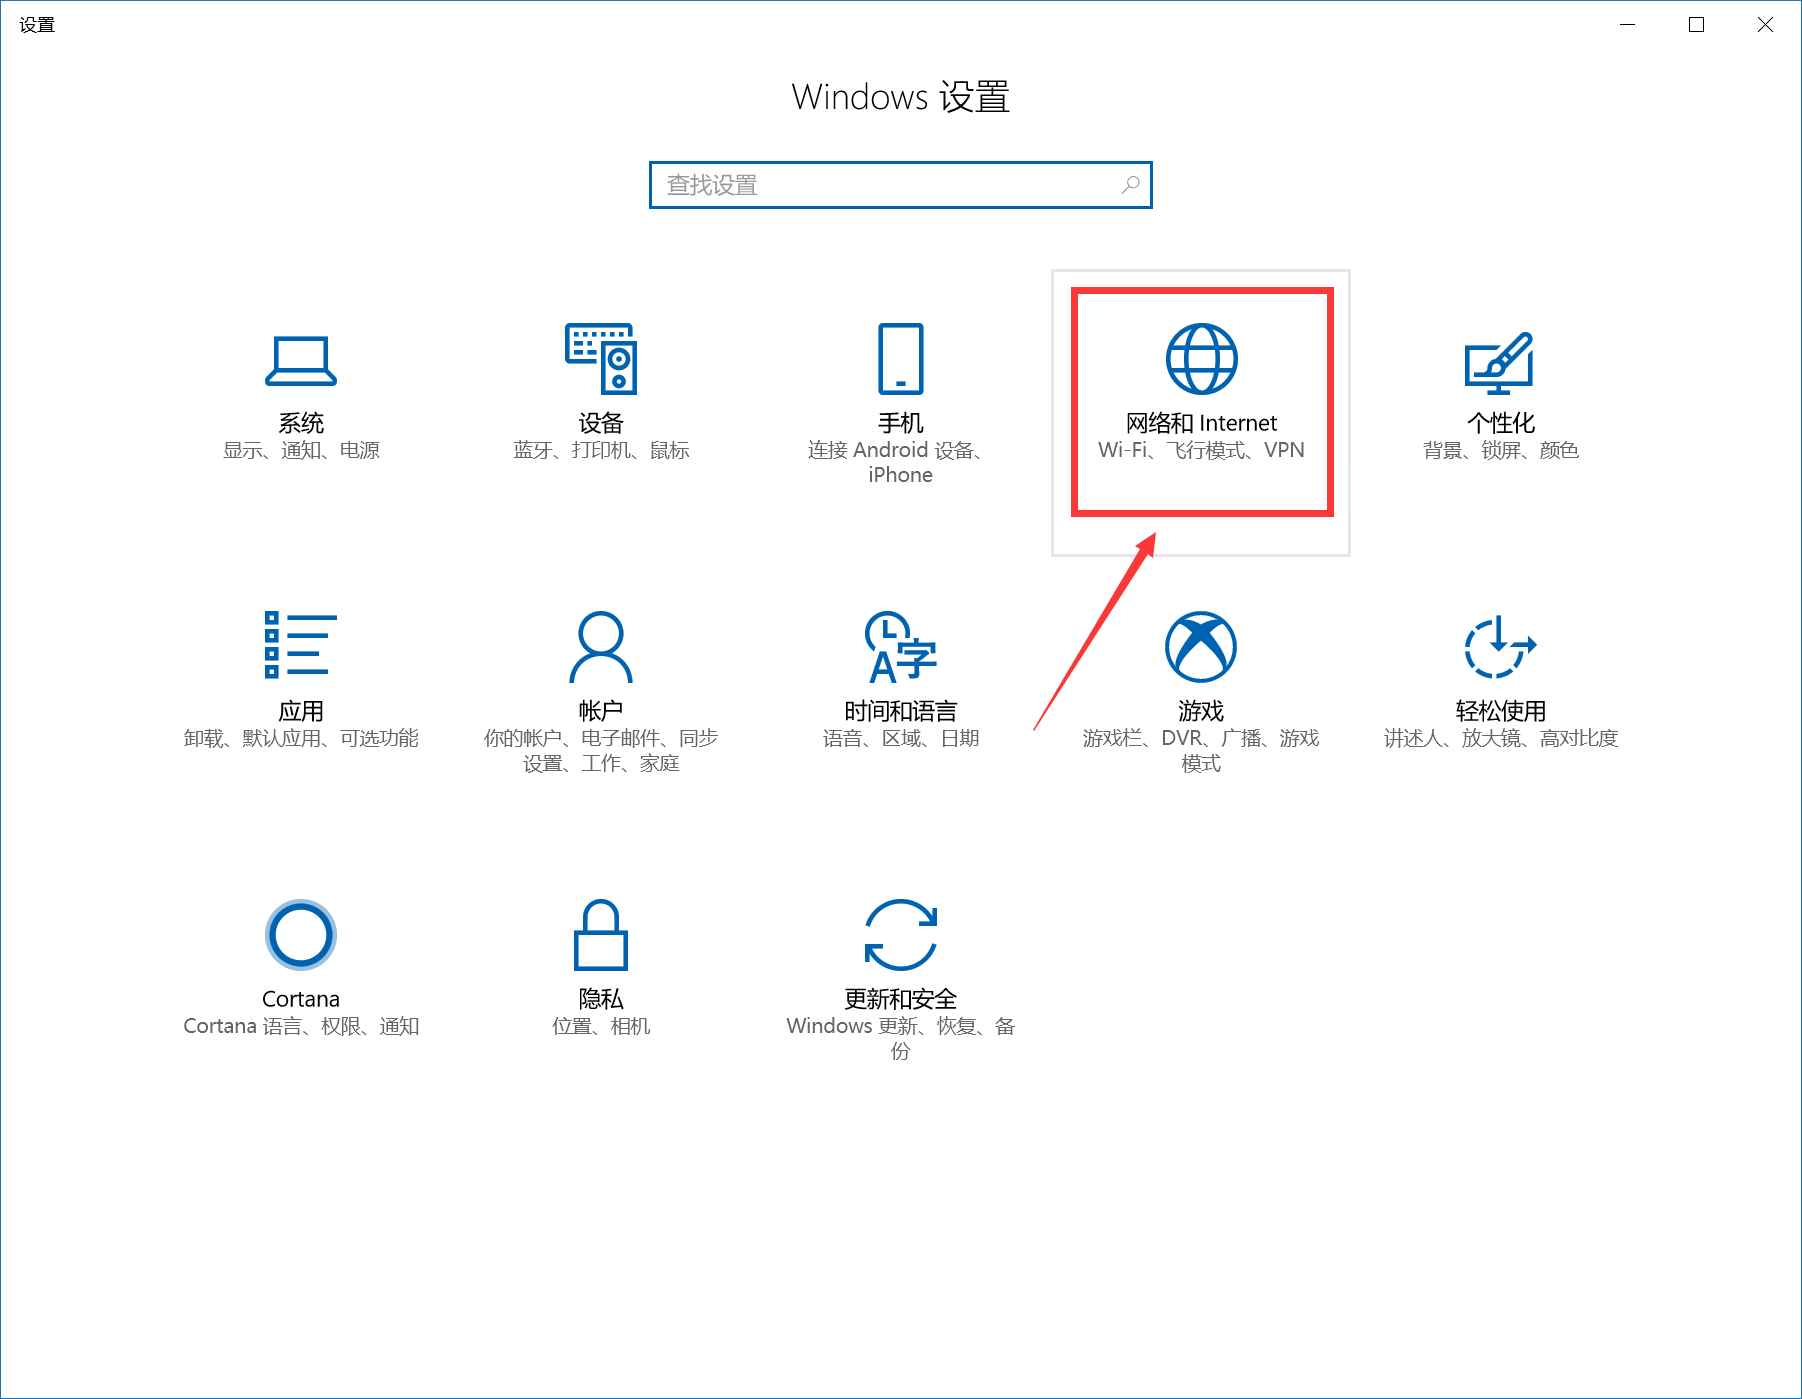 设置
Windows 设置
查找设置
系统
显示、通知、电源
设备
蓝牙、打印机、鼠标
手机
连接 Android 设备、
iPhone
网络和 Internet
Wi-Fi、飞行模式、VPN
个性化
背景、锁屏、颜色
应用
卸载、默认应用、可选功能
帐户
你的帐户、电子邮件、同步
设置、工作、家庭
时间和语言
语音、区域、日期
游戏
游戏栏、DVR、广播、游戏
模式
轻松使用
讲述人、放大镜、高对比度
Cortana
Cortana 语言、权限、通知
隐私
位置、相机
更新和安全
Windows 更新、恢复、备
份